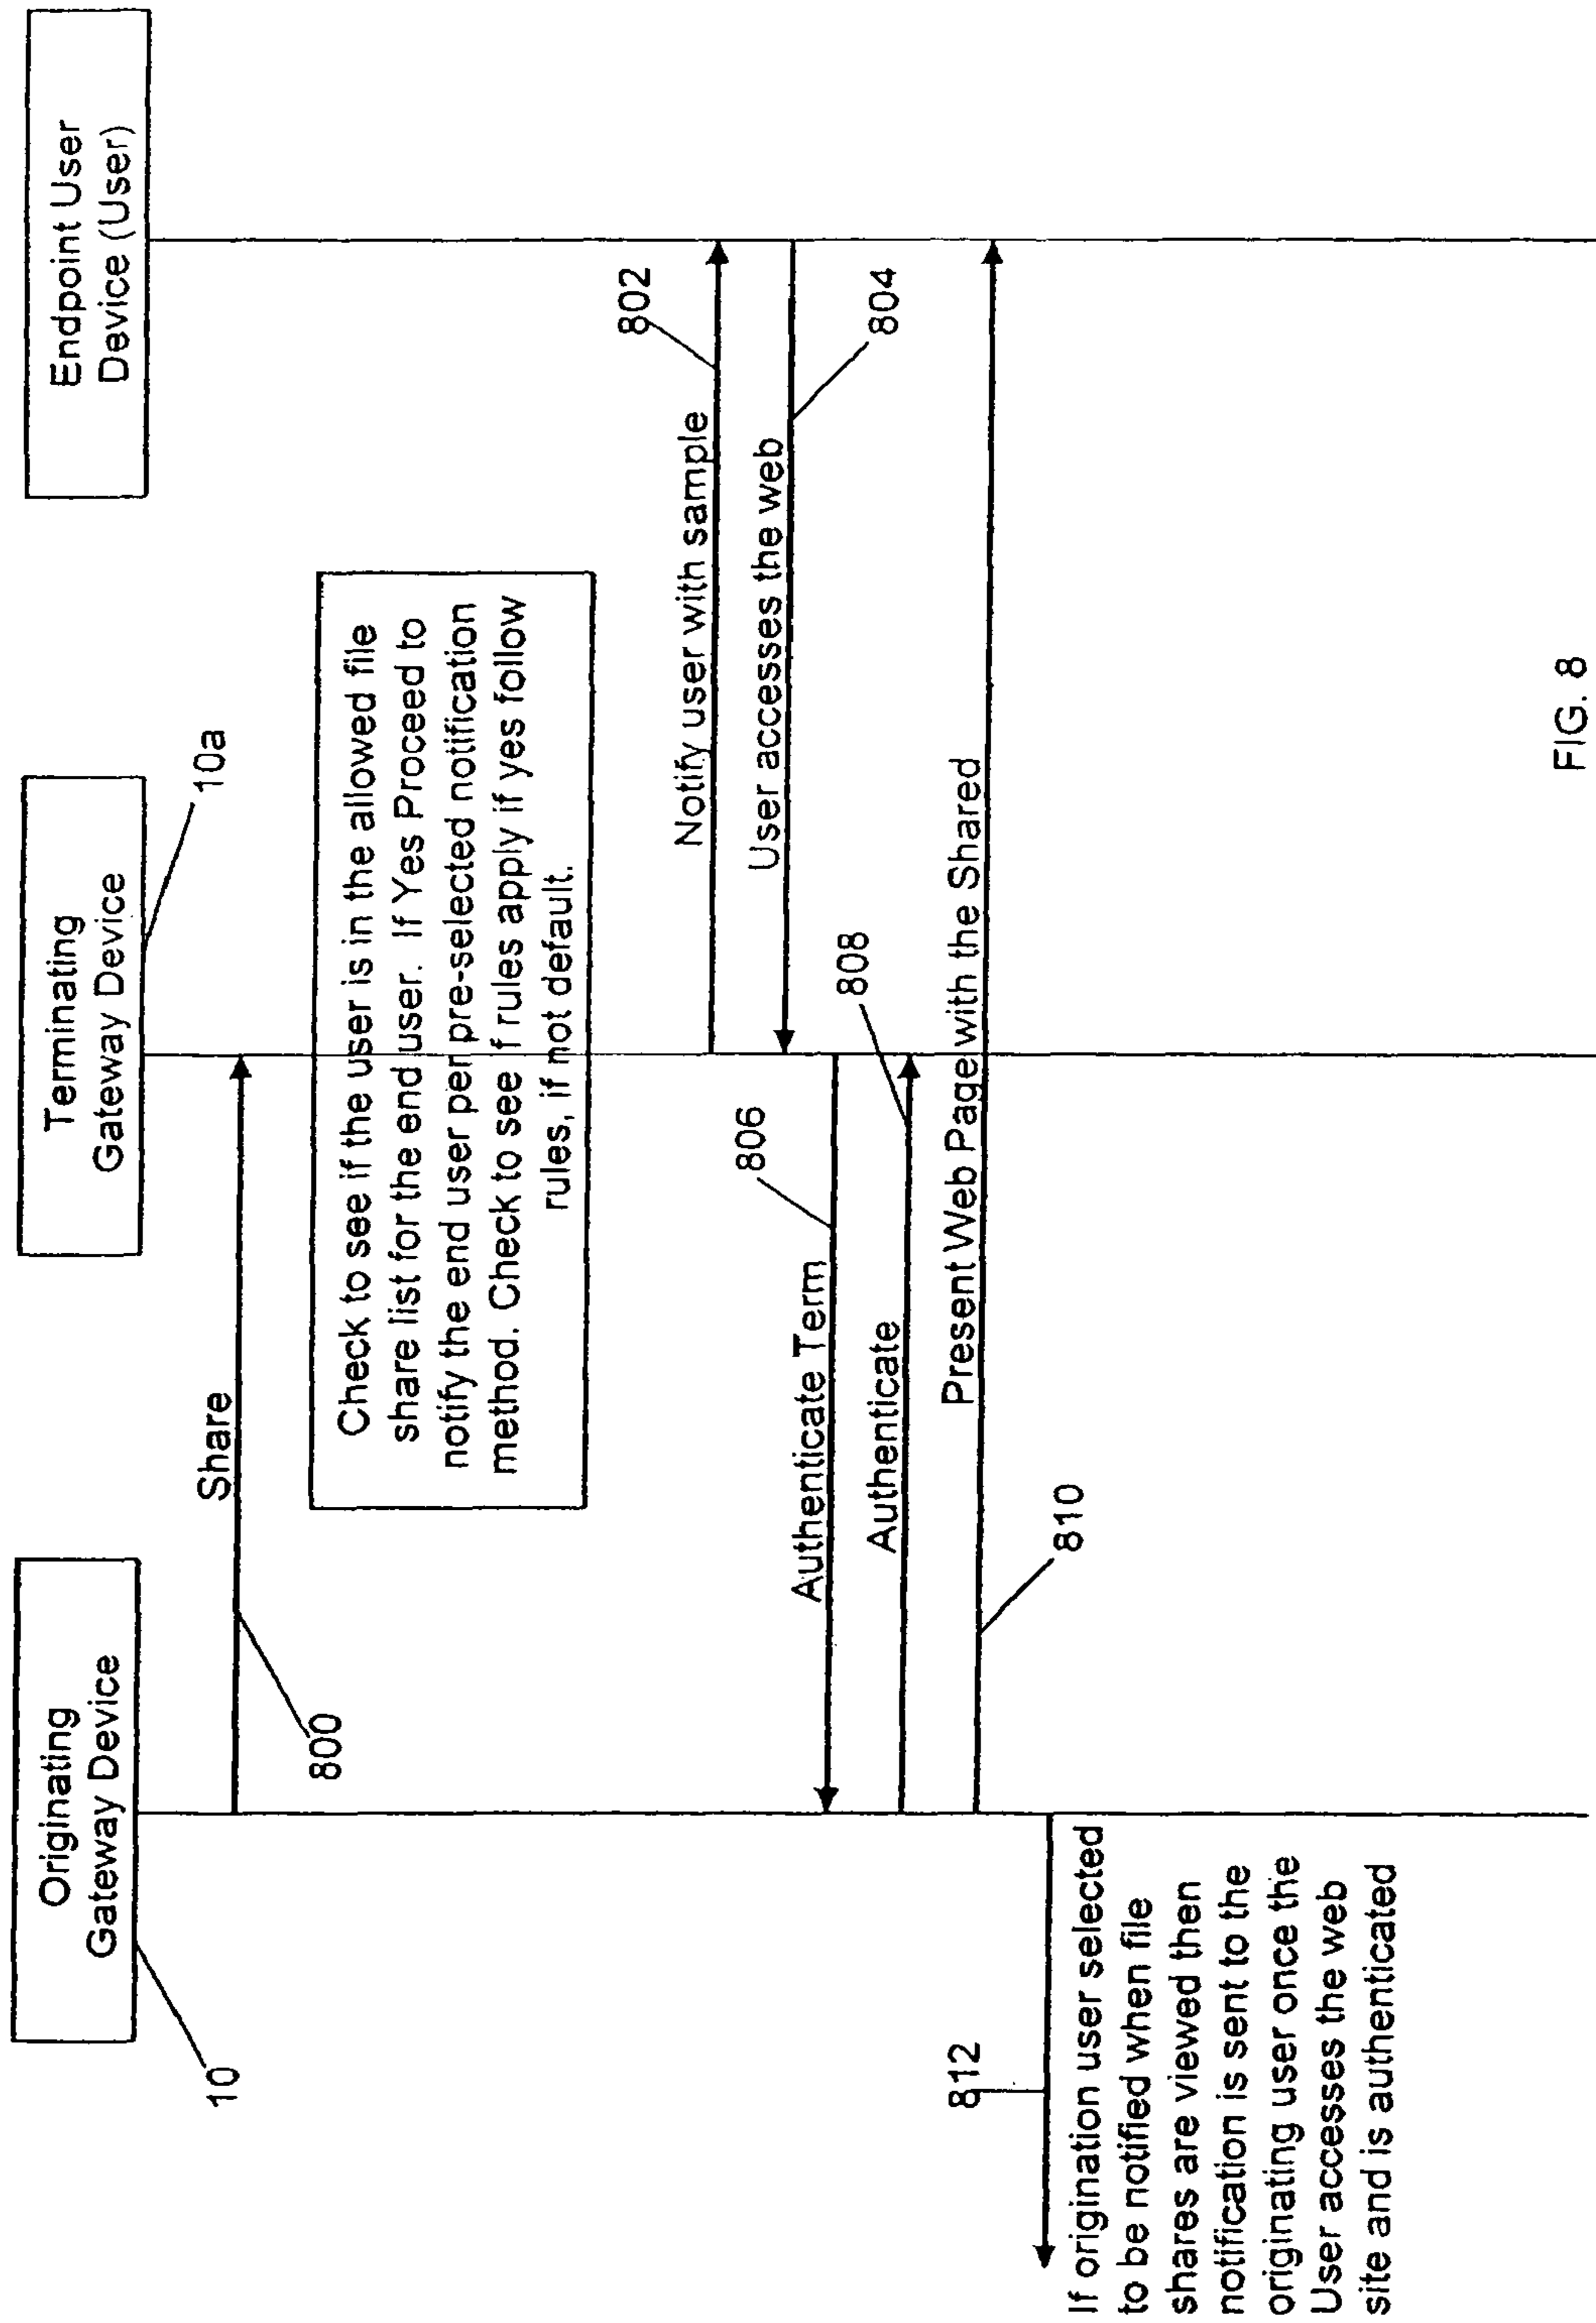 Originating
Gateway Device
10
Terminating
Gateway Device
10a
Endpoint User
Device (User)
Share
800
Check to see if the user is in the allowed file
share list for the end user. If Yes Proceed to
notify the end user per pre-selected notification
method. Check to see if rules apply if yes follow
rules, if not default.
Notify user with sample
802
User accesses the web
804
Authenticate Term
806
Authenticate
808
Present Web Page with the Shared
810
812
If origination user selected
to be notified when file
shares are viewed then
notification is sent to the
originating user once the
User accesses the web
site and is authenticated
FIG. 8